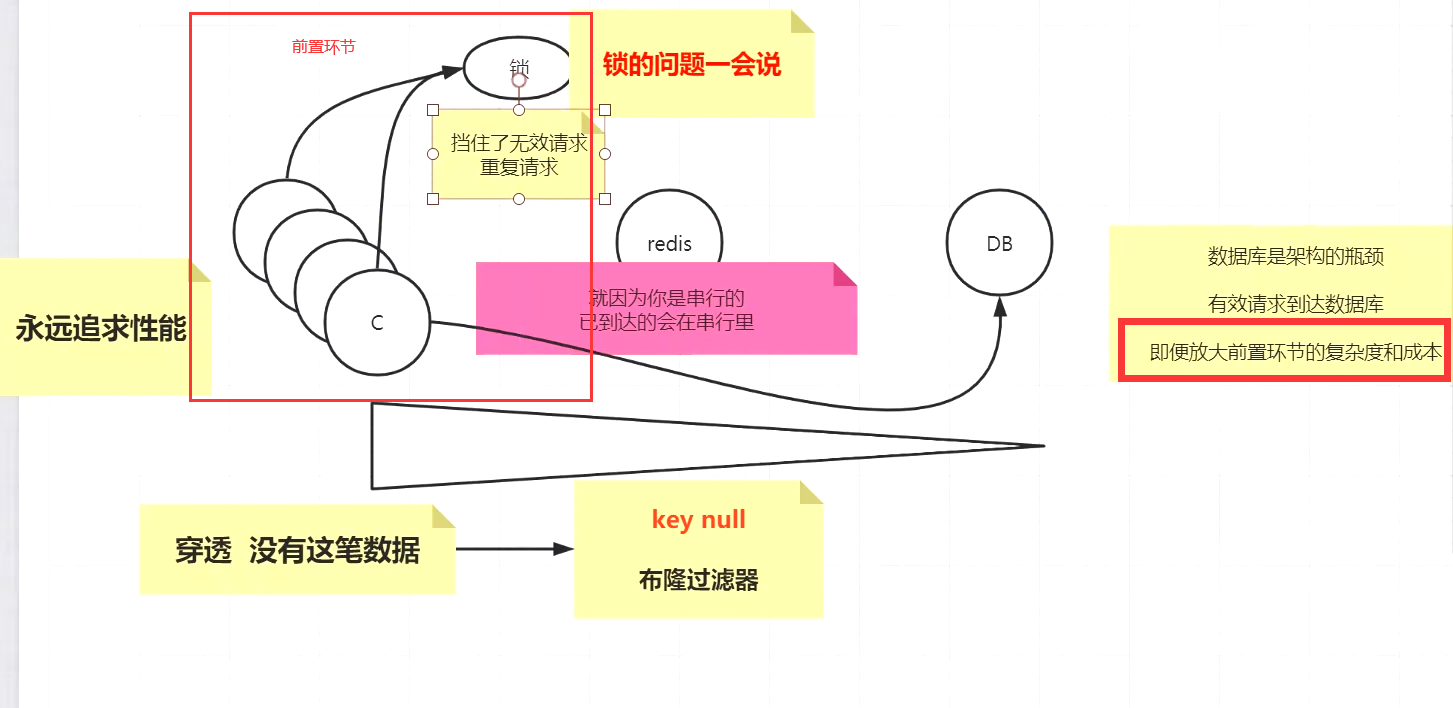 前置环节
锁
锁的问题一会说
挡住了无效请求
重复请求
redis
DB
数据库是架构的瓶颈
有效请求到达数据库
即便放大前置环节的复杂度和成本
就因为你是串行的
已到达的会在串行里
永远追求性能
C
穿透 没有这笔数据
key null
布隆过滤器